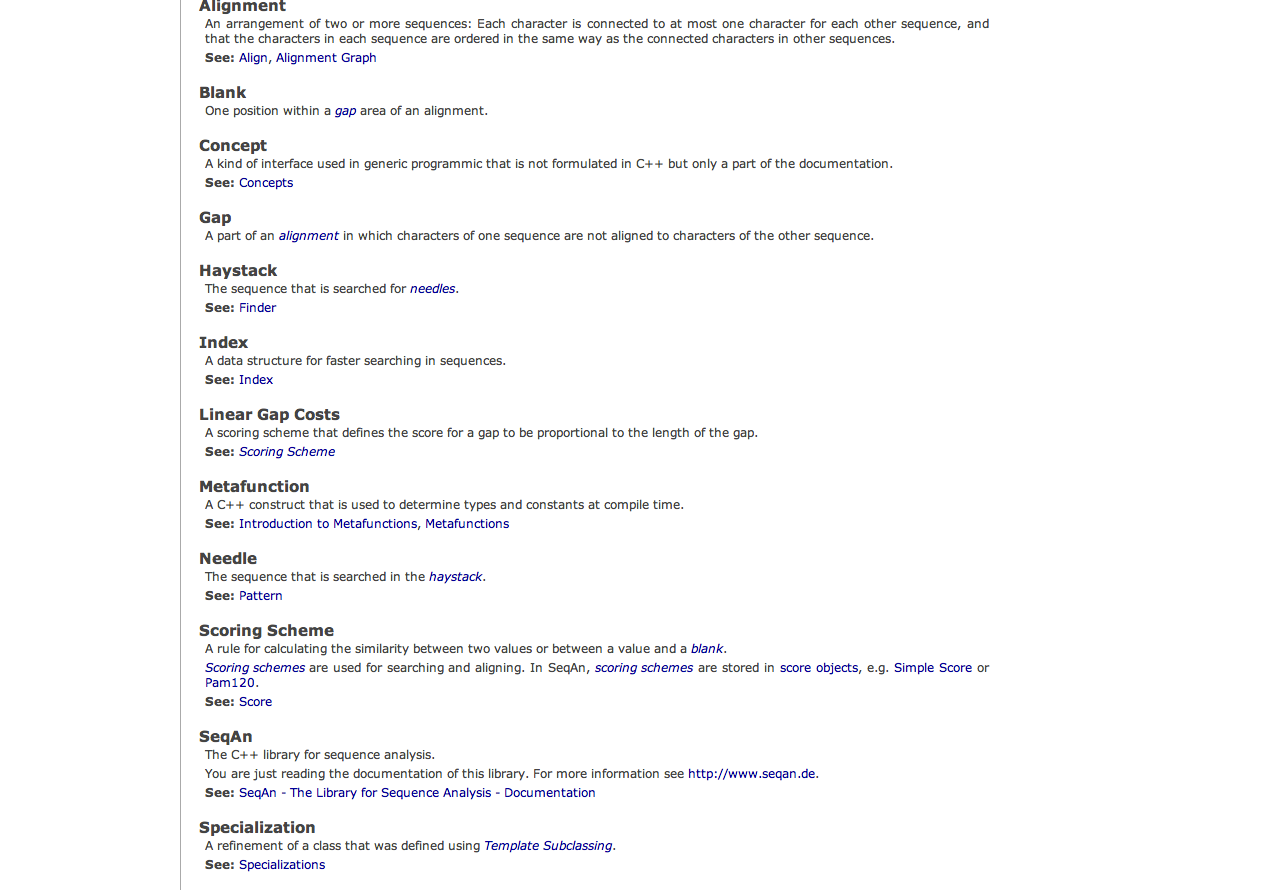 Alignment
An arrangement of two or more sequences: Each character is connected to at most one character for each other sequence, and
that the characters in each sequence are ordered in the same way as the connected characters in other sequences.
See: Align, Alignment Graph
Blank
One position within a gap area of an alignment.
Concept
A kind of interface used in generic programmic that is not formulated in C++ but only a part of the documentation.
See: Concepts
Gap
A part of an alignment in which characters of one sequence are not aligned to characters of the other sequence.
Haystack
The sequence that is searched for needles.
See: Finder
Index
A data structure for faster searching in sequences.
See: Index
Linear Gap Costs
A scoring scheme that defines the score for a gap to be proportional to the length of the gap.
See: Scoring Scheme
Metafunction
A C++ construct that is used to determine types and constants at compile time.
See: Introduction to Metafunctions, Metafunctions
Needle
The sequence that is searched in the haystack.
See: Pattern
Scoring Scheme
A rule for calculating the similarity between two values or between a value and a blank.
Scoring schemes are used for searching and aligning. In SeqAn, scoring schemes are stored in score objects, e.g. Simple Score or
Pam120.
See: Score
SeqAn
The C++ library for sequence analysis.
You are just reading the documentation of this library. For more information see http://www.seqan.de.
See: SeqAn - The Library for Sequence Analysis - Documentation
Specialization
A refinement of a class that was defined using Template Subclassing.
See: Specializations